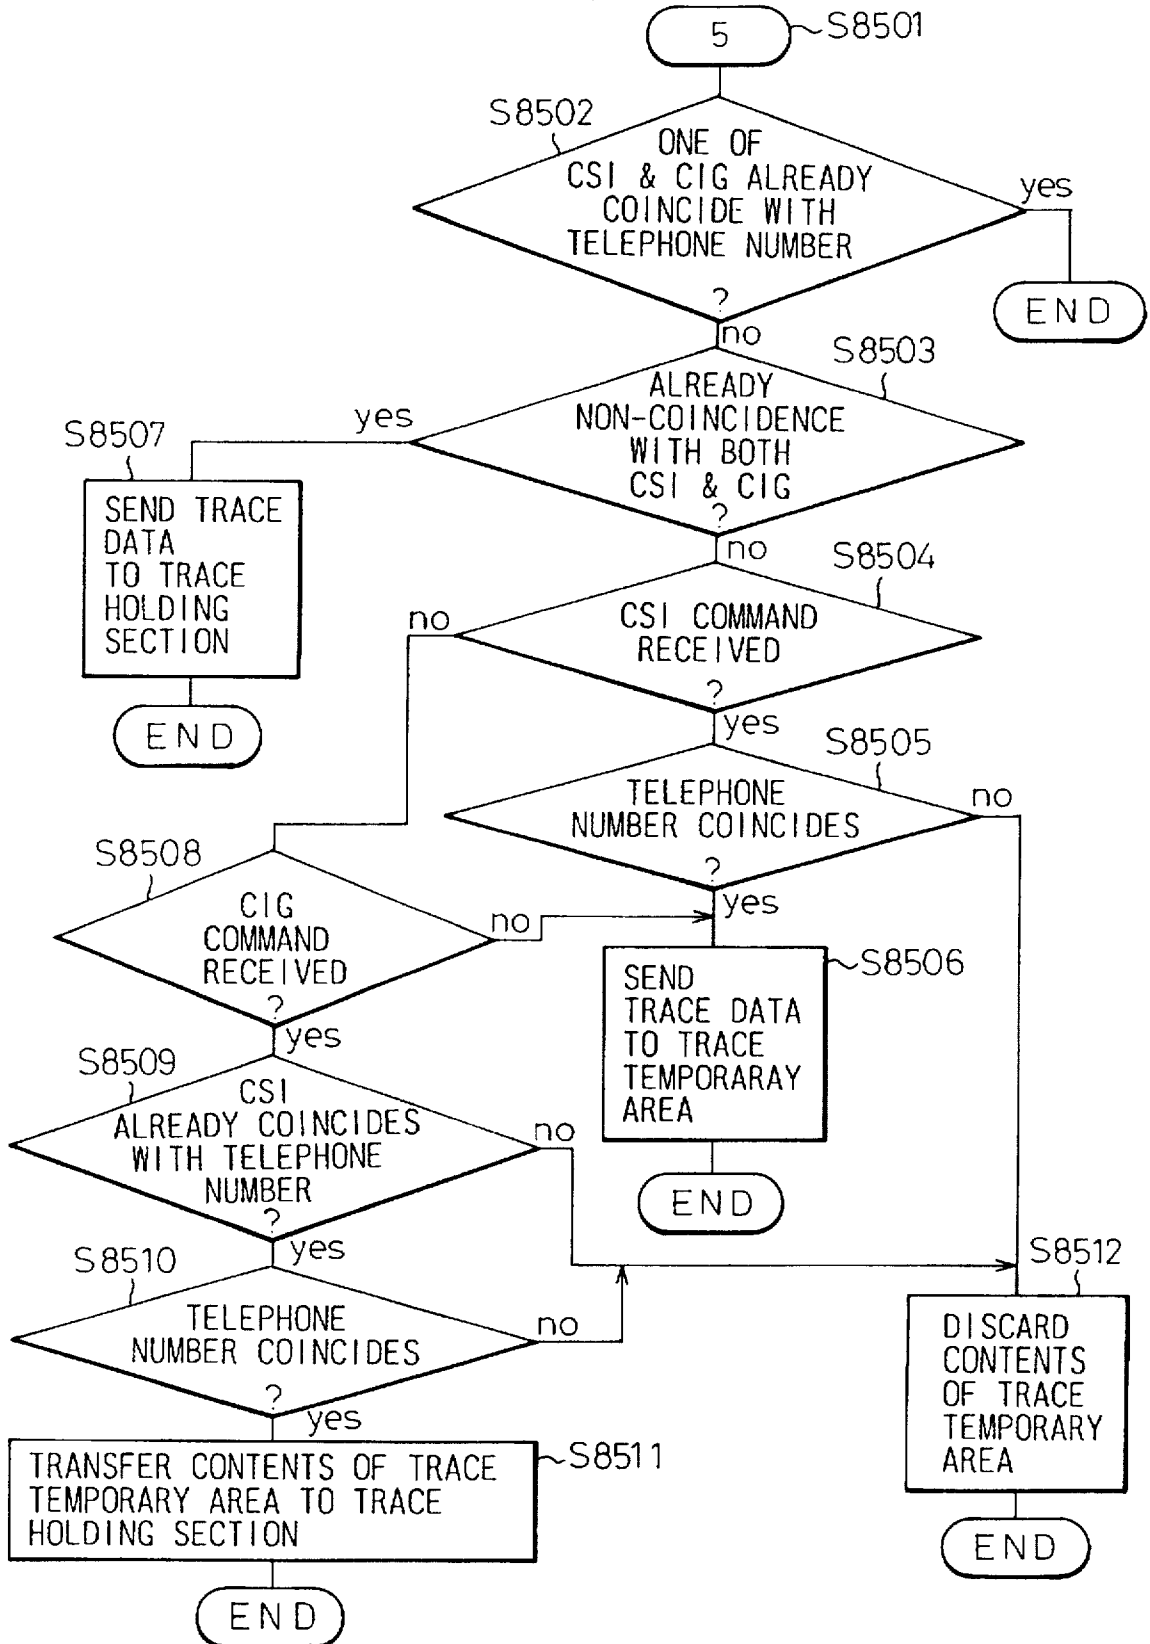 5
S8501
S8502
ONE OF
CSI & CIG ALREADY
COINCIDE WITH
TELEPHONE NUMBER
?
yes
END
no
S8503
ALREADY
NON-COINCIDENCE
WITH BOTH
CSI & CIG
?
yes
S8507
SEND TRACE
DATA
TO TRACE
HOLDING
SECTION
END
no
S8504
CSI COMMAND
RECEIVED
?
no
yes
S8505
TELEPHONE
NUMBER COINCIDES
?
no
yes
S8508
CIG
COMMAND
RECEIVED
?
no
yes
S8506
SEND
TRACE DATA
TO TRACE
TEMPORARAY
AREA
END
S8509
CSI
ALREADY COINCIDES
WITH TELEPHONE
NUMBER
?
no
yes
S8510
TELEPHONE
NUMBER COINCIDES
?
no
yes
S8511
TRANSFER CONTENTS OF TRACE
TEMPORARY AREA TO TRACE
HOLDING SECTION
END
S8512
DISCARD
CONTENTS
OF TRACE
TEMPORARY
AREA
END